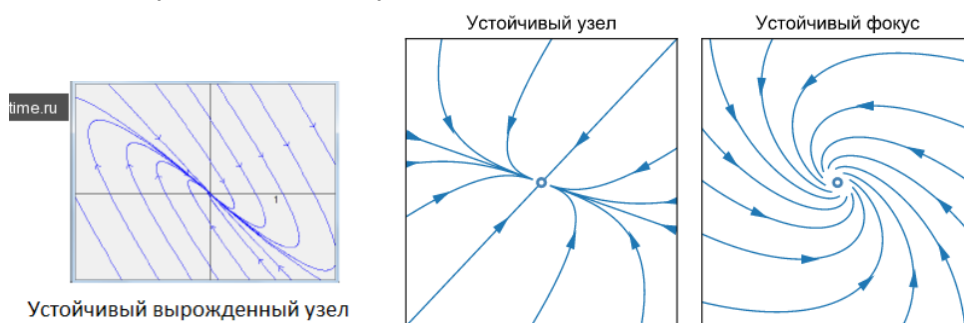 Устойчивый узел
Устойчивый фокус
time.ru
1
Устойчивый вырожденный узел